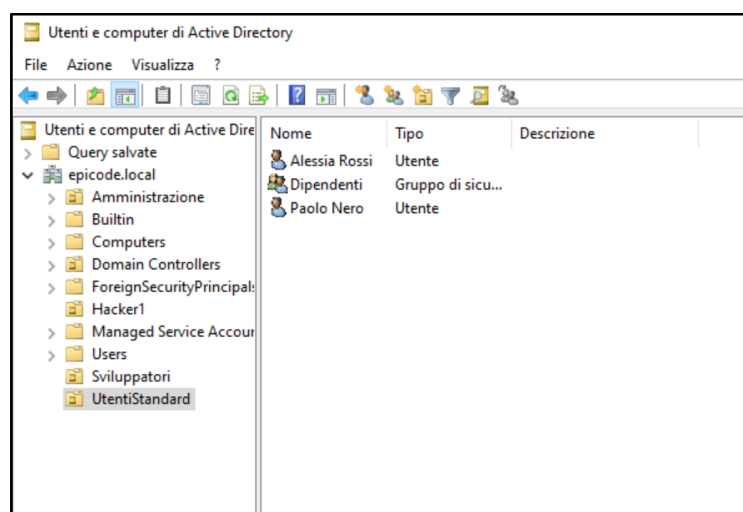 Utenti e computer di Active Directory
File Azione Visualizza ?
Utenti e computer di Active Dire
Query salvate
epicode.local
Amministrazione
Builtin
Computers
Domain Controllers
ForeignSecurityPrincipal:
Hacker1
Managed Service Accour
Users
Sviluppatori
UtentiStandard
Nome Tipo Descrizione
Alessia Rossi Utente
Dipendenti Gruppo di sicu...
Paolo Nero Utente